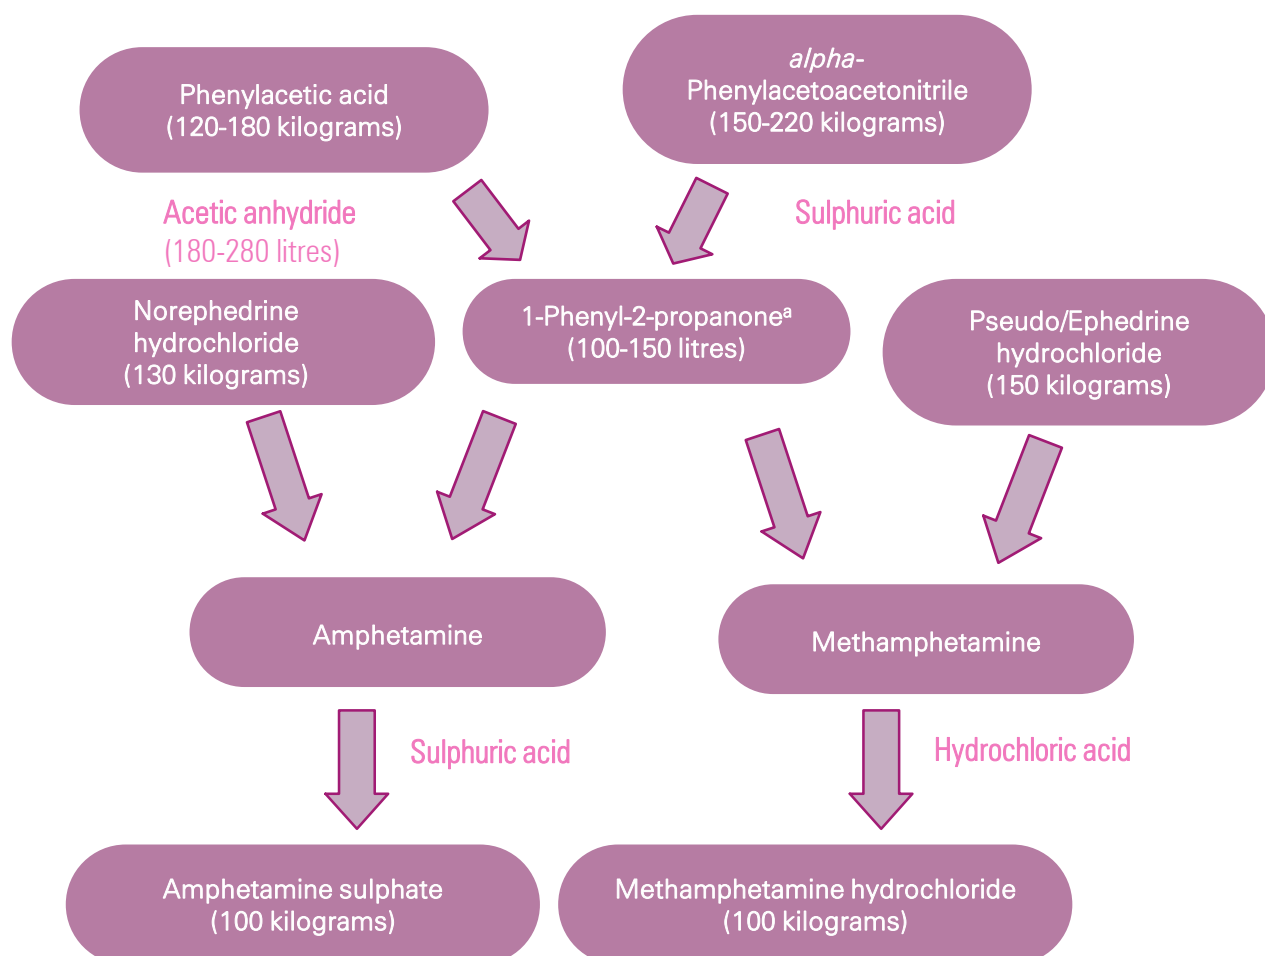 Phenylacetic acid
(120-180 kilograms)
alpha-
Phenylacetoacetonitrile
(150-220 kilograms)
Acetic anhydride
(180-280 litres)
Sulphuric acid
Norephedrine
hydrochloride
(130 kilograms)
1-Phenyl-2-propanoneᵃ
(100-150 litres)
Pseudo/Ephedrine
hydrochloride
(150 kilograms)
Amphetamine
Methamphetamine
Sulphuric acid
Hydrochloric acid
Amphetamine sulphate
(100 kilograms)
Methamphetamine hydrochloride
(100 kilograms)